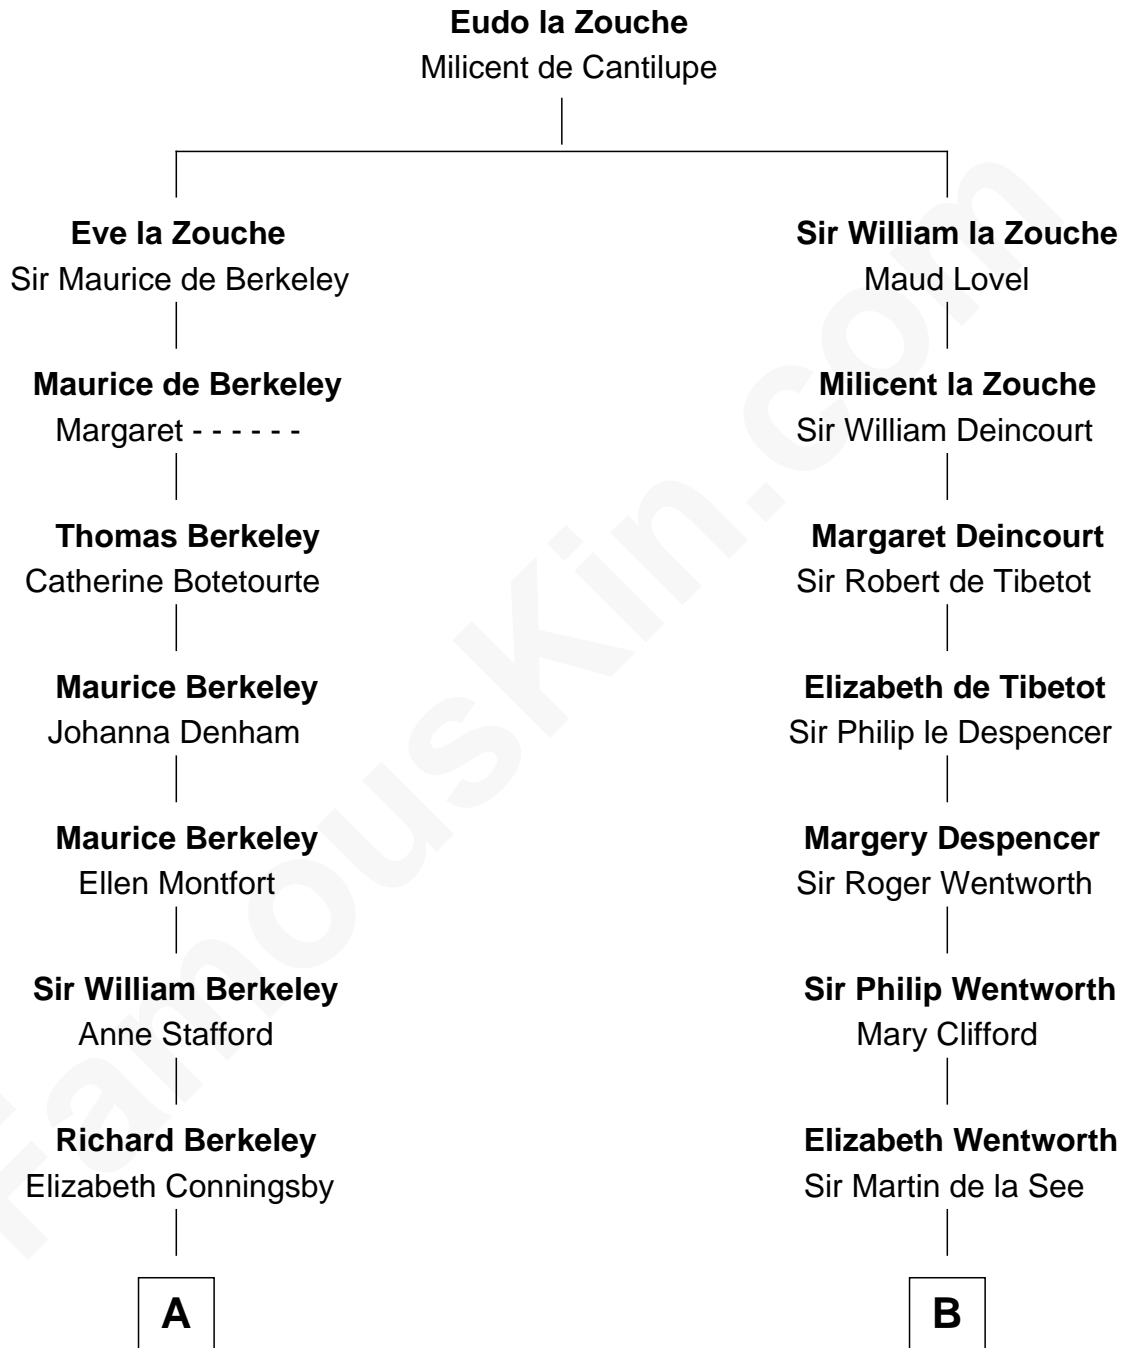 Eudo la Zouche
Milicent de Cantilupe
Eve la Zouche
Sir Maurice de Berkeley
Maurice de Berkeley
Margaret - - - - - -
Thomas Berkeley
Catherine Botetourte
Maurice Berkeley
Johanna Denham
Maurice Berkeley
Ellen Montfort
Sir William Berkeley
Anne Stafford
Richard Berkeley
Elizabeth Conningsby
A
Sir William la Zouche
Maud Lovel
Milicent la Zouche
Sir William Deincourt
Margaret Deincourt
Sir Robert de Tibetot
Elizabeth de Tibetot
Sir Philip le Despencer
Margery Despencer
Sir Roger Wentworth
Sir Philip Wentworth
Mary Clifford
Elizabeth Wentworth
Sir Martin de la See
B
FamousKin.com